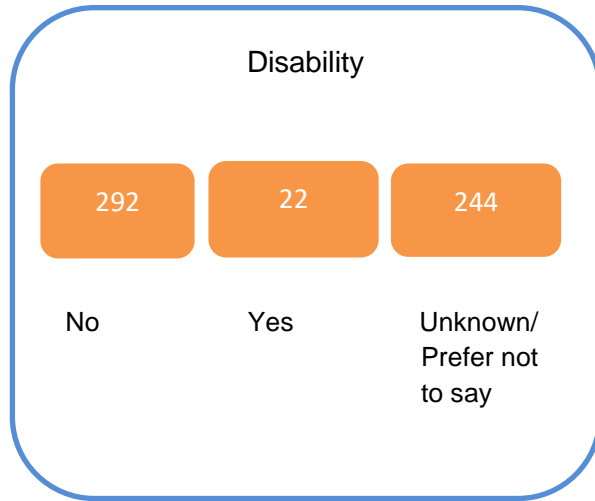 Disability
292 22 244
No Yes Unknown/
Prefer not
to say